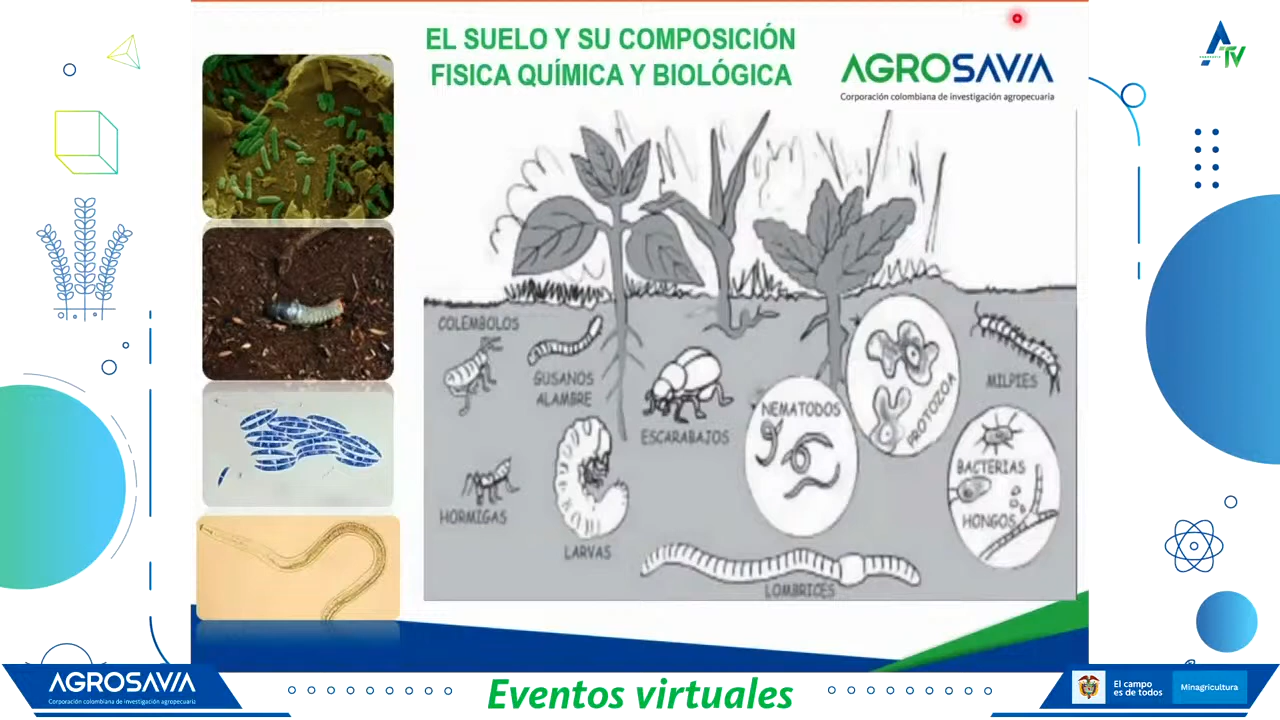 EL SUELO Y SU COMPOSICIÓN
FISICA QUÍMICA Y BIOLÓGICA
AGROSAVIA
Corporación colombiana de investigación agropecuaria
ATV
COLEMBOLOS
GUSANOS
ALAMBRE
ESCARABAJOS
NEMATODOS
PROTOZOA
MILPIES
BACTERIAS
HONGOS
HORMIGAS
LARVAS
LOMBRICES
AGROSAVIA
Corporación colombiana de investigación agropecuaria
Eventos virtuales
El campo
es de todos
Minagricultura